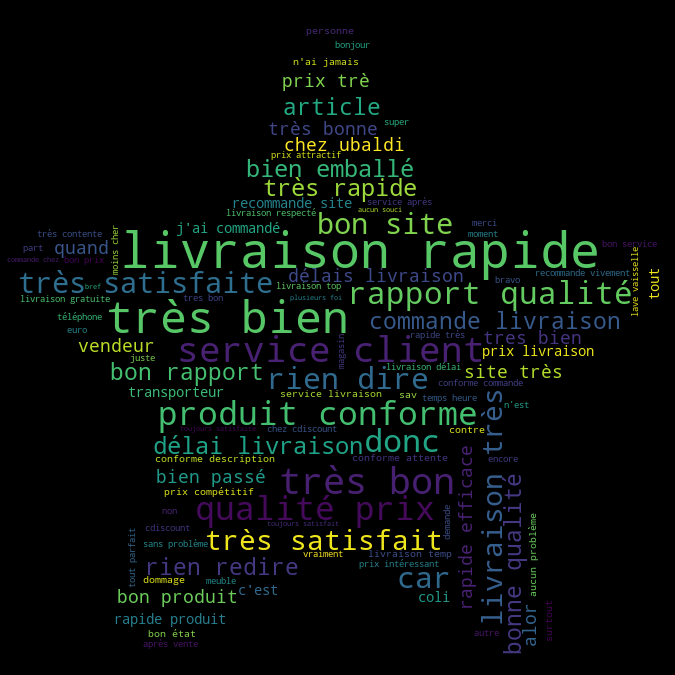 personne
bonjour
n'ai jamais
prix trè
article
super
très bonne
chez ubaldi
prix attractif
bien emballé
très rapide
recommande site
service après
livraison respecté
aucun souci
bon site
merci
j'ai commandé
moment
très contente
moins cher
livraison rapide
part
quand
bon service
commande chez
bon prix
délais livraison
recommande vivement
lave vaisselle
tout
très satisfaite
bref
livraison top
bravo
rapport qualité
livraison gratuite
tres bon
plusieurs foi
téléphone
très bien
commande livraison
euro
rapide très
tres bien
vendeur
magasin
service client
prix livraison
juste
livraison délai
bon rapport
rien dire
site très
conforme commande
transporteur
service livraison
sav
temps heure
n'est
produit conforme
livraison très
toujours satisfaite
chez cdiscount
contre
délai livraison
donc
conforme description
conforme attente
encore
bien passé
très bon
rapide efficace
bonne qualité
prix compétitif
non
qualité prix
demande
aucun problème
cdiscount
toujours satisfait
tout parfait
sans problème
très satisfait
vraiment
livraison temp
rien redire
prix intéressant
dommage
meuble
car
c'est
bon produit
coli
alor
surtout
rapide produit
bon état
autre
après vente